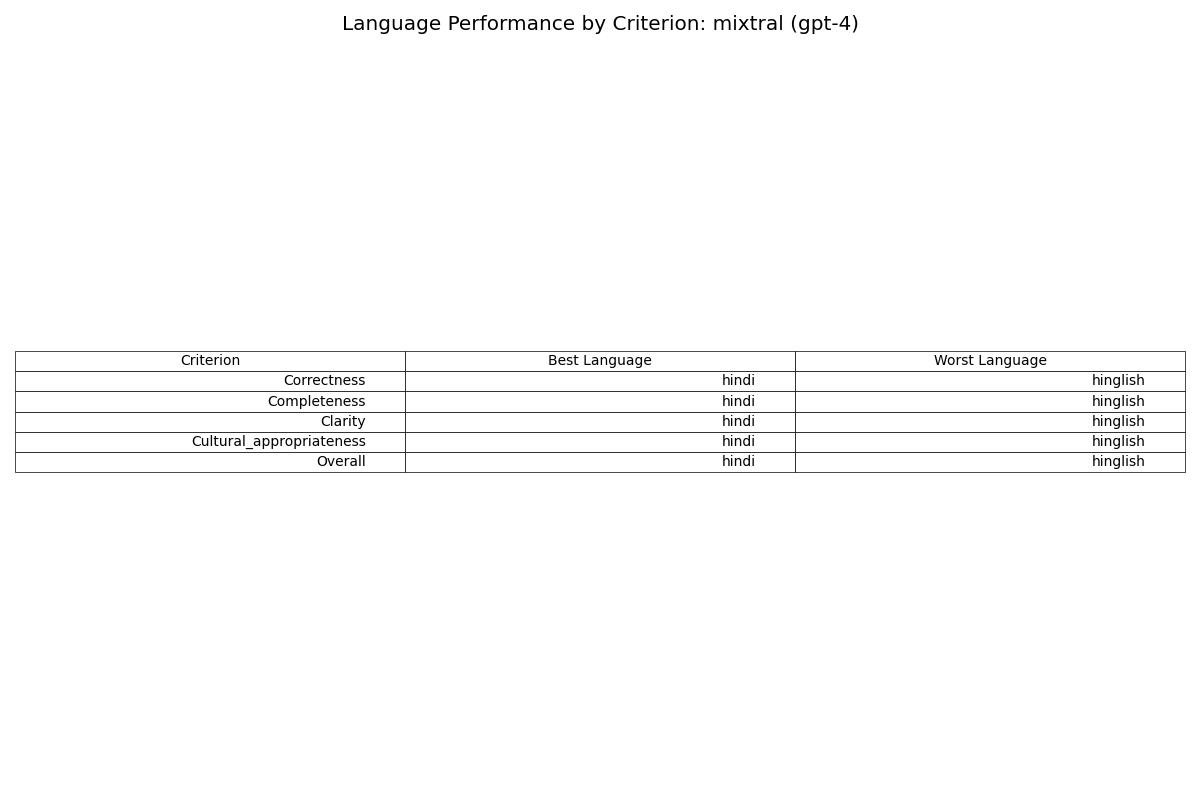 Language Performance by Criterion: mixtral (gpt-4)
Criterion Best Language Worst Language
Correctness hindi hinglish
Completeness hindi hinglish
Clarity hindi hinglish
Cultural_appropriateness hindi hinglish
Overall hindi hinglish